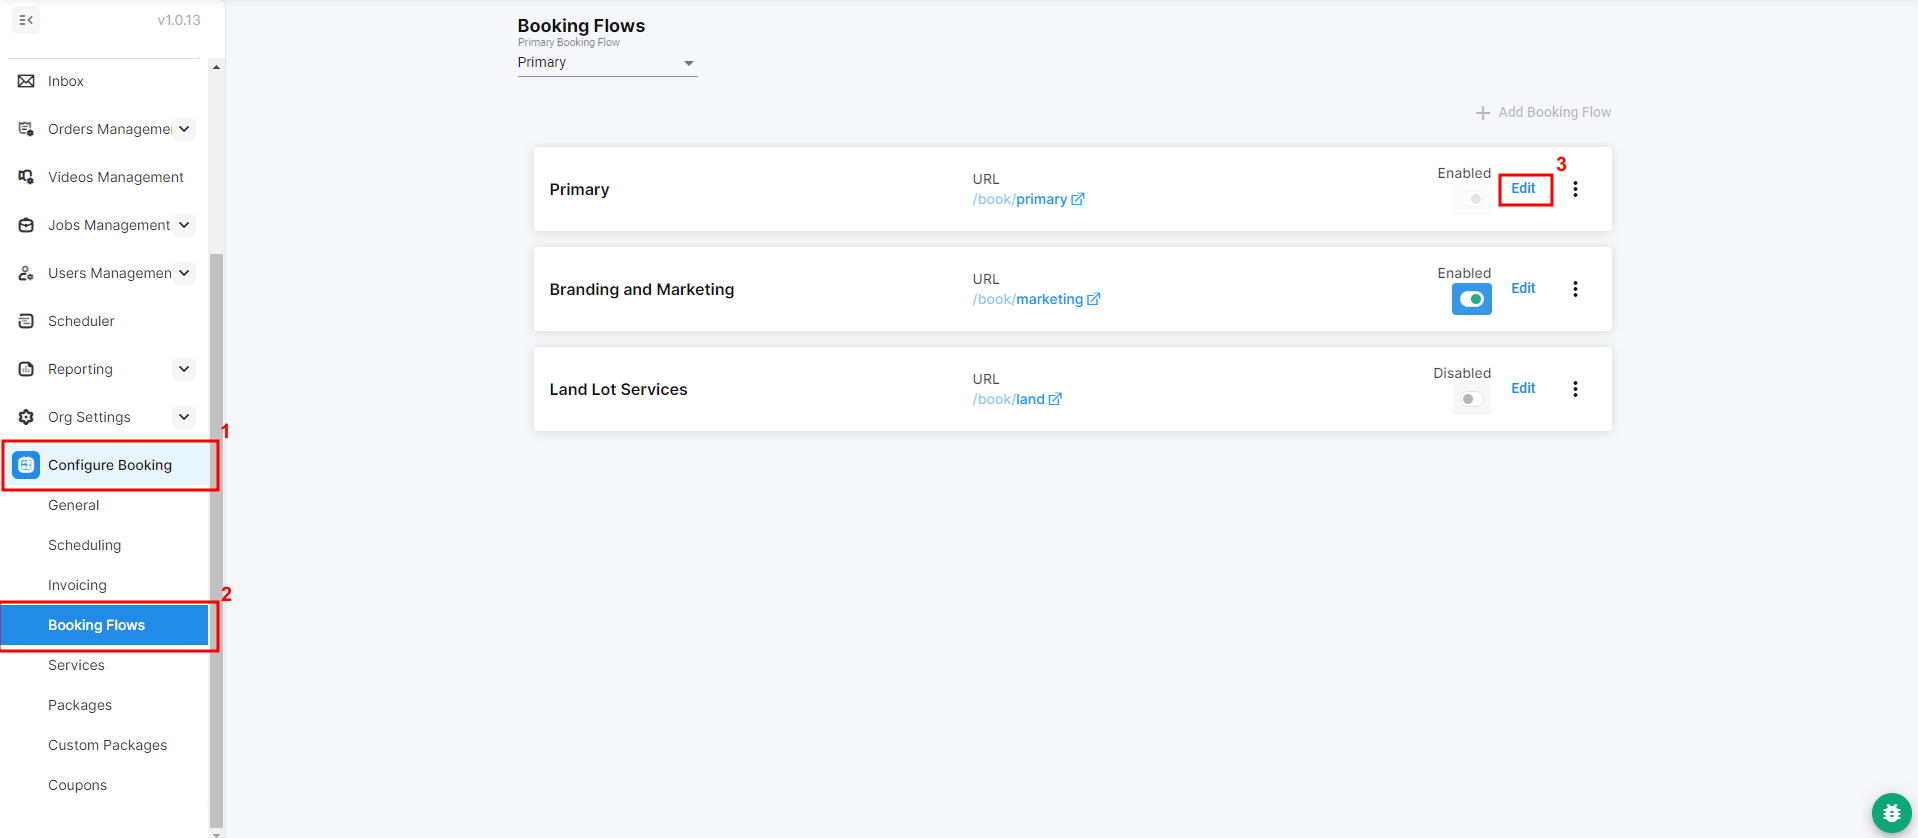 v1.0.13
Inbox
Orders Managemer
Videos Management
Jobs Management
Users Managemen
Scheduler
Reporting
Org Settings
1
Configure Booking
General
Scheduling
Invoicing
2
Booking Flows
Services
Packages
Custom Packages
Coupons
Booking Flows
Primary Booking Flow
Primary
Add Booking Flow
Primary
URL
/book/primary
Enabled
3
Edit
Branding and Marketing
URL
/book/marketing
Enabled
Edit
Land Lot Services
URL
/book/land
Disabled
Edit